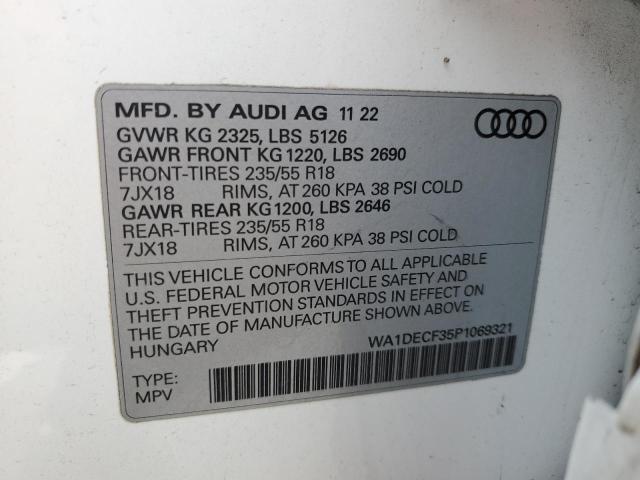 MFD. BY AUDI AG 11 22
GVWR KG 2325, LBS 5126
GAWR FRONT KG 1220, LBS 2690
FRONT-TIRES 235/55 R18
7JX18 RIMS, AT 260 KPA 38 PSI COLD
GAWR REAR KG 1200, LBS 2646
REAR-TIRES 235/55 R18
7JX18 RIMS, AT 260 KPA 38 PSI COLD
THIS VEHICLE CONFORMS TO ALL APPLICABLE
U.S. FEDERAL MOTOR VEHICLE SAFETY AND
THEFT PREVENTION STANDARDS IN EFFECT ON
THE DATE OF MANUFACTURE SHOWN ABOVE.
HUNGARY
WA1DECF35P1069321
TYPE:
MPV